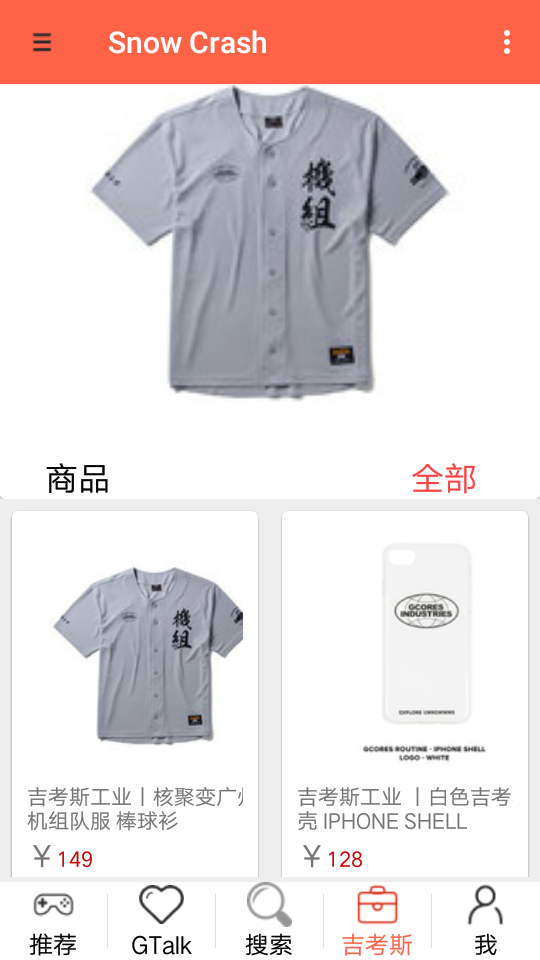 Snow Crash
機
組
商品
全部
機
組
吉考斯工业丨核聚变广州
机组队服 棒球衫
￥149
GCORES
INDUSTRIES
EXPLORE UNKNOWNS
GCORES ROUTINE - IPHONE SHELL
LOGO - WHITE
吉考斯工业 丨白色吉考
壳 IPHONE SHELL
￥128
推荐
GTalk
搜索
吉考斯
我